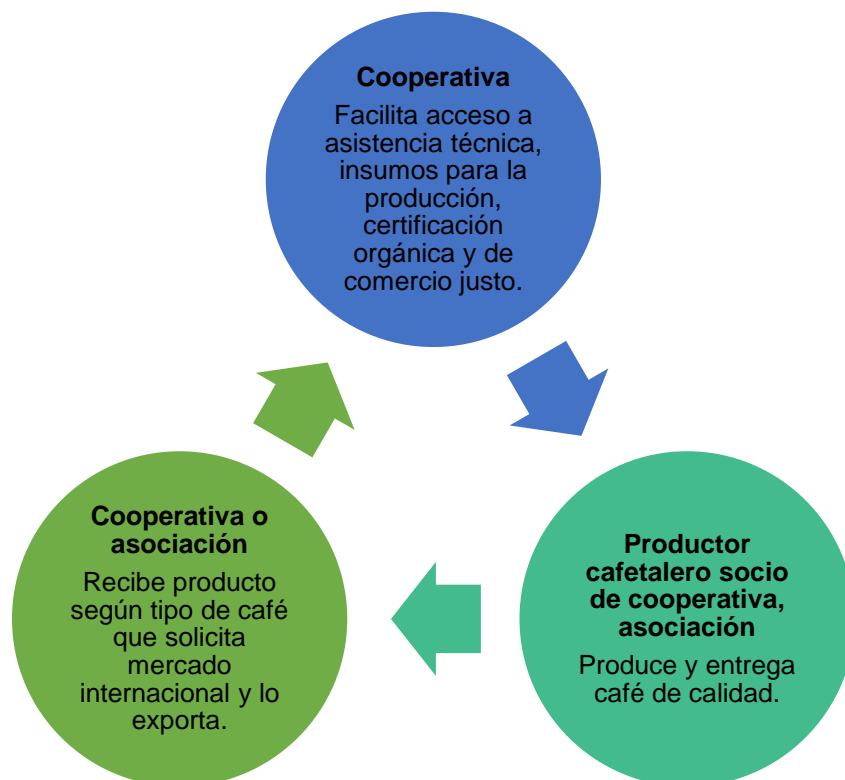 Cooperativa
Facilita acceso a
asistencia técnica,
insumos para la
producción,
certificación
orgánica y de
comercio justo.
Productor
cafetalero socio
de cooperativa,
asociación
Produce y entrega
café de calidad.
Cooperativa o
asociación
Recibe producto
según tipo de café
que solicita
mercado
internacional y lo
exporta.